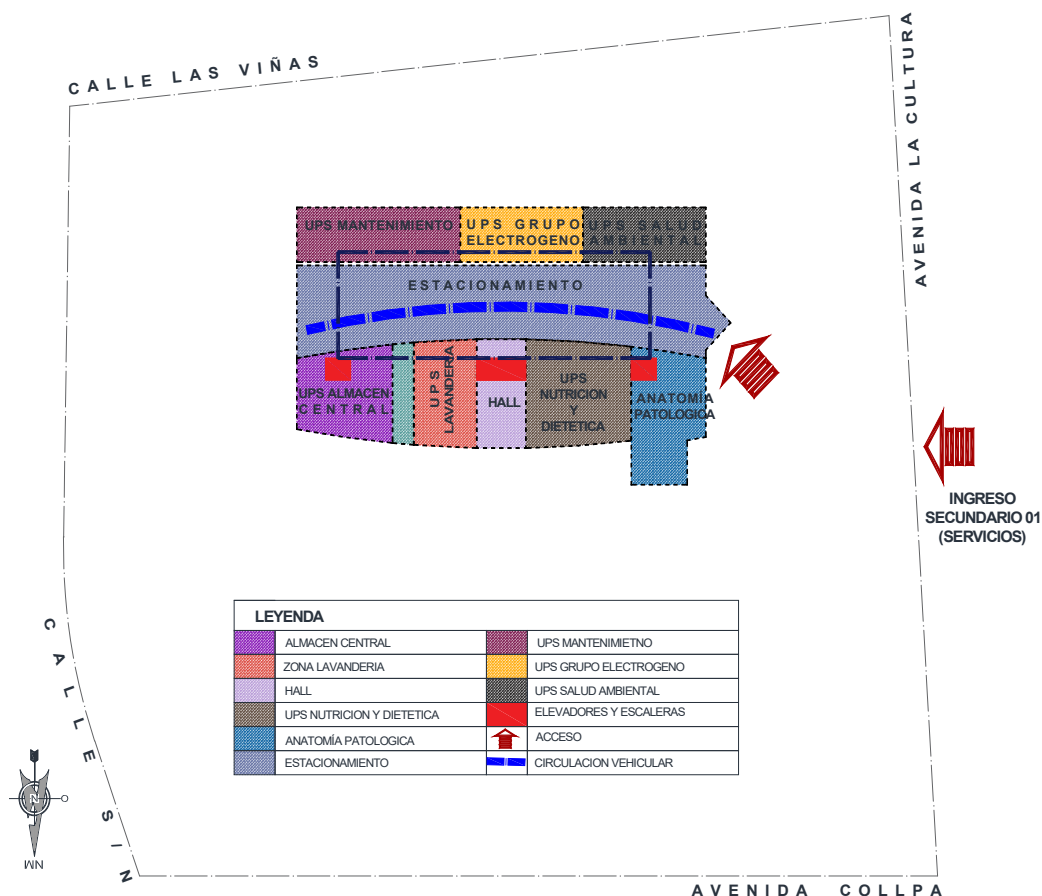 CALLE LAS VIÑAS
AVENIDA LA CULTURA
UPS MANTENIMIENTO
UPS GRUPO
ELECTROGENO
UPS SALUD
AMBIENTAL
ESTACIONAMIENTO
UPS ALMACEN
CENTRAL
UPS
LAVANDERIA
HALL
UPS
NUTRICION
Y
DIETETICA
ANATOMÍA
PATOLOGICA
INGRESO
SECUNDARIO 01
(SERVICIOS)
LEYENDA
ALMACEN CENTRAL
UPS MANTENIMIETNO
ZONA LAVANDERIA
UPS GRUPO ELECTROGENO
HALL
UPS SALUD AMBIENTAL
UPS NUTRICION Y DIETETICA
ELEVADORES Y ESCALERAS
ANATOMÍA PATOLOGICA
ACCESO
ESTACIONAMIENTO
CIRCULACION VEHICULAR
CALLE SIN
N
O
NM
AVENIDA COLLPA